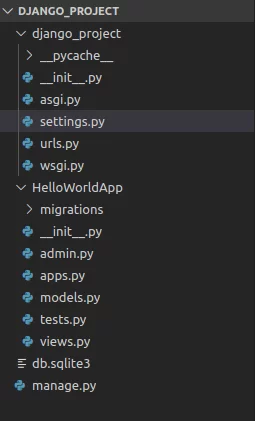 DJANGO_PROJECT
django_project
__pycache__
__init__.py
asgi.py
settings.py
urls.py
wsgi.py
HelloWorldApp
migrations
__init__.py
admin.py
apps.py
models.py
tests.py
views.py
db.sqlite3
manage.py